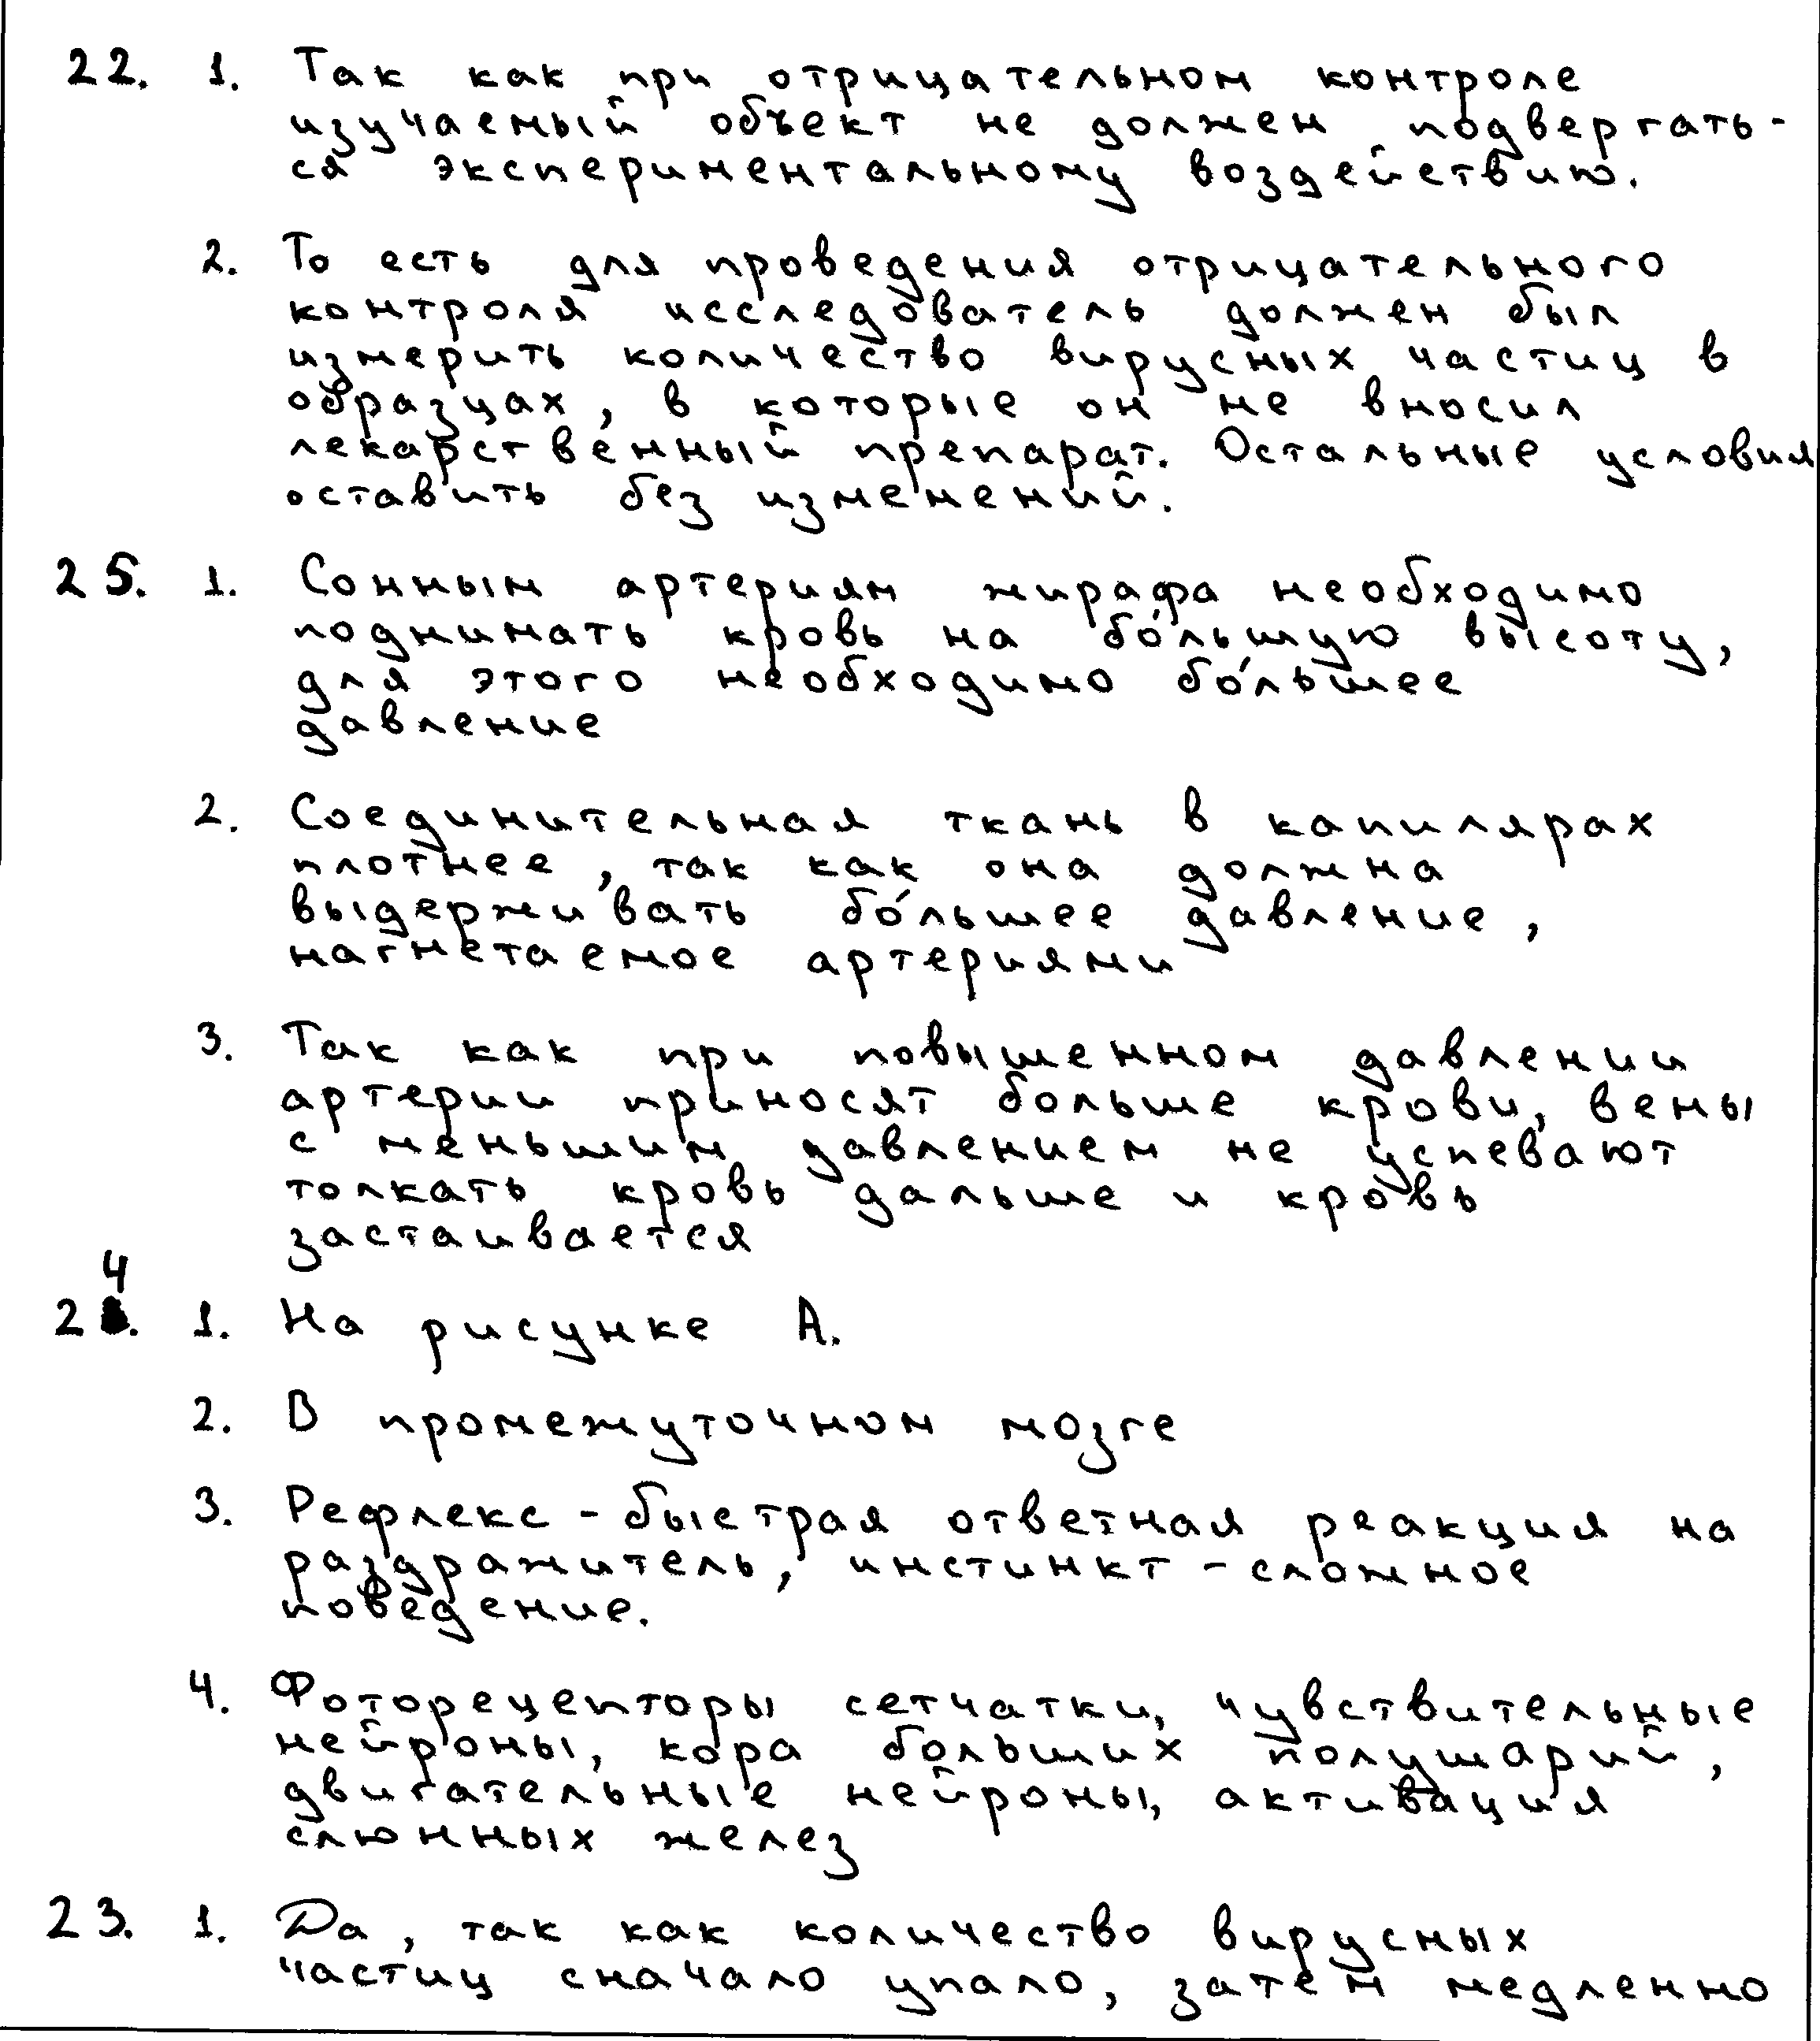 22. 1. Так как при отрицательном контроле
изучаемый объект не должен подвергать-
ся экспериментальному воздействию.
2. То есть для проведения отрицательного
контроля исследователь должен был
измерить количество вирусных частиц в
образцах, в которые он не вносил
лекарственный препарат. Остальные условия
оставить без изменений.
25. 1. Сонным артериям жирафа необходимо
поднимать кровь на бо́льшую высоту,
для этого необходимо бо́льшее
давление
2. Соединительная ткань в капилярах
плотнее, так как она должна
выдерживать бо́льшее давление,
нагнетаемое артериями
3. Так как при повышенном давлении
артерии приносят больше крови, вены
с меньшим давлением не успевают
толкать кровь дальше и кровь
застаивается
24. 1. На рисунке А.
2. В промежуточном мозге
3. Рефлекс - быстрая ответная реакция на
раздражитель, инстинкт - сложное
поведение.
4. Фоторецепторы сетчатки, чувствительные
нейроны, кора больших полушарий,
двигательные нейроны, активация
слюнных желез
23. 1. Да, так как количество вирусных
частиц сначало упало, затем медленно